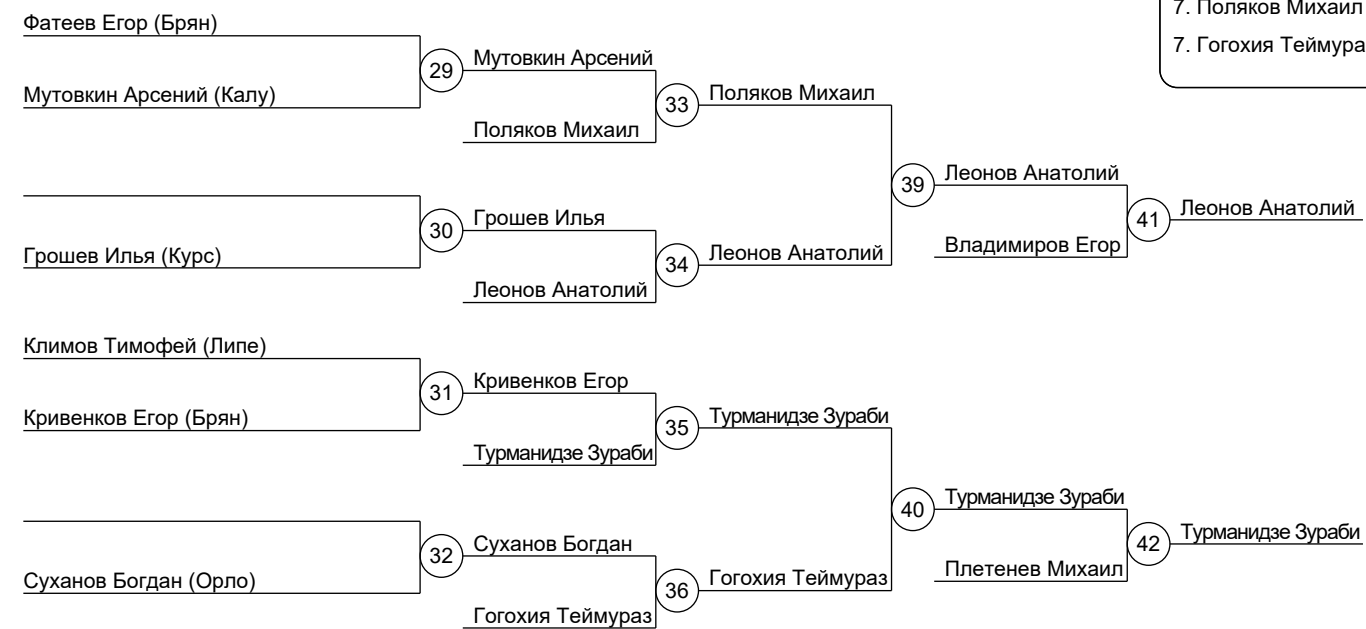 7. Поляков Михаил
Фатеев Егор (Брян)
7. Гогохия Теймура
29
Мутовкин Арсений
Мутовкин Арсений (Калу)
33
Поляков Михаил
Поляков Михаил
39
Леонов Анатолий
30
Грошев Илья
41
Леонов Анатолий
Грошев Илья (Курс)
34
Леонов Анатолий
Владимиров Егор
Леонов Анатолий
Климов Тимофей (Липе)
31
Кривенков Егор
Кривенков Егор (Брян)
35
Турманидзе Зураби
Турманидзе Зураби
40
Турманидзе Зураби
32
Суханов Богдан
42
Турманидзе Зураби
Суханов Богдан (Орло)
36
Гогохия Теймураз
Плетенев Михаил
Гогохия Теймураз